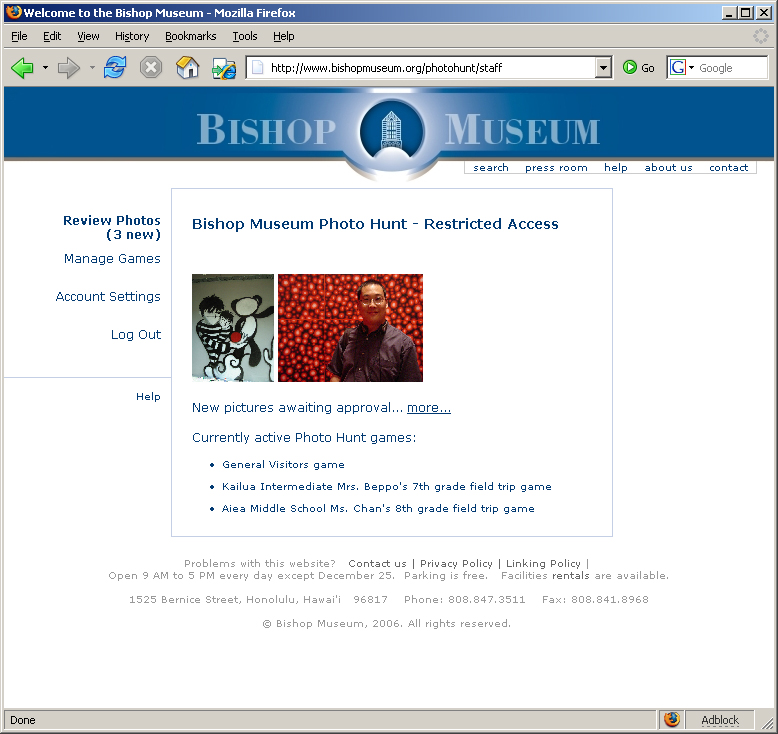 Welcome to the Bishop Museum - Mozilla Firefox
File Edit View History Bookmarks Tools Help
http://www.bishopmuseum.org/photohunt/staff Go G Google
BISHOP MUSEUM
search press room help about us contact
Review Photos
(3 new)
Manage Games
Account Settings
Log Out
Help
Bishop Museum Photo Hunt - Restricted Access
New pictures awaiting approval... more...
Currently active Photo Hunt games:
• General Visitors game
• Kailua Intermediate Mrs. Beppo's 7th grade field trip game
• Aiea Middle School Ms. Chan's 8th grade field trip game
Problems with this website? Contact us | Privacy Policy | Linking Policy |
Open 9 AM to 5 PM every day except December 25. Parking is free. Facilities rentals are available.
1525 Bernice Street, Honolulu, Hawai'i 96817 Phone: 808.847.3511 Fax: 808.841.8968
© Bishop Museum, 2006. All rights reserved.
Done Adblock